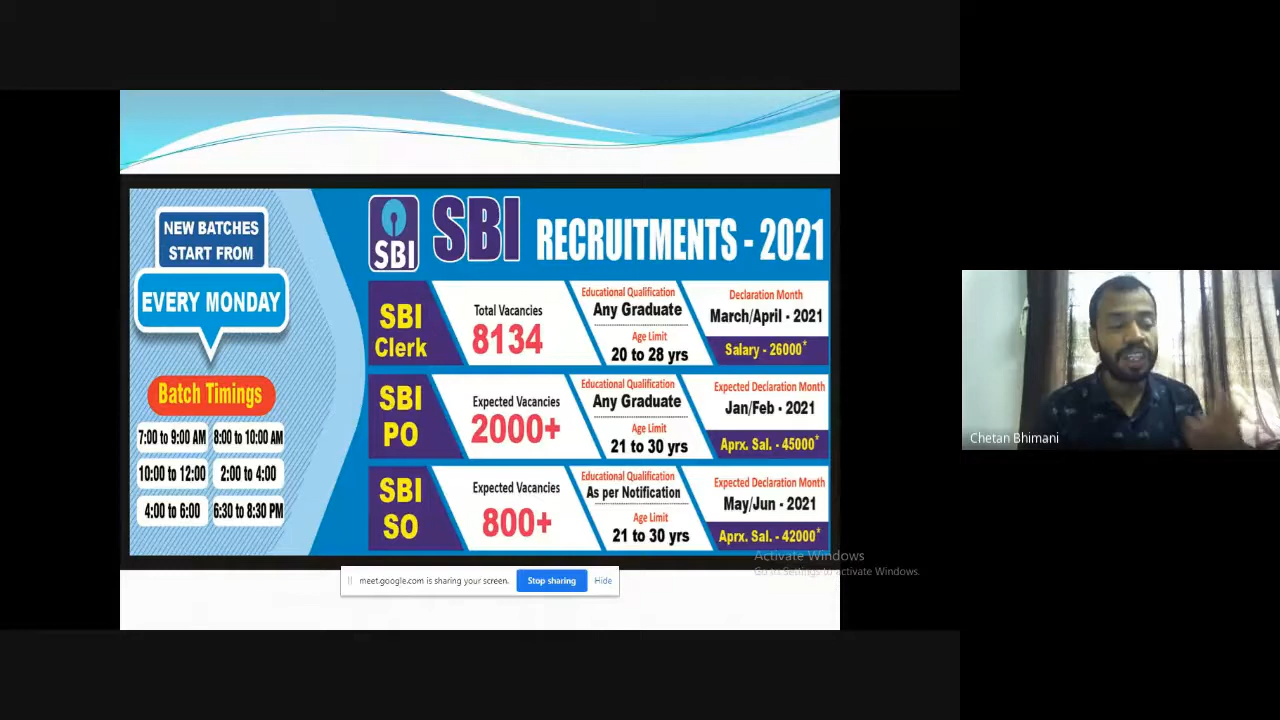 NEW BATCHES
START FROM
EVERY MONDAY
Batch Timings
7:00 to 9:00 AM
8:00 to 10:00 AM
10:00 to 12:00
2:00 to 4:00
4:00 to 6:00
6:30 to 8:30 PM
SBI
SBI
RECRUITMENTS - 2021
SBI
Clerk
Total Vacancies
8134
Educational Qualification
Any Graduate
Age Limit
20 to 28 yrs
Declaration Month
March/April - 2021
Salary - 26000*
SBI
PO
Expected Vacancies
2000+
Educational Qualification
Any Graduate
Age Limit
21 to 30 yrs
Expected Declaration Month
Jan/Feb - 2021
Aprx. Sal. - 45000*
SBI
SO
Expected Vacancies
800+
Educational Qualification
As per Notification
Age Limit
21 to 30 yrs
Expected Declaration Month
May/Jun - 2021
Aprx. Sal. - 42000*
Activate Windows
Go to Settings to activate Windows.
meet.google.com is sharing your screen.
Stop sharing
Hide
Chetan Bhimani